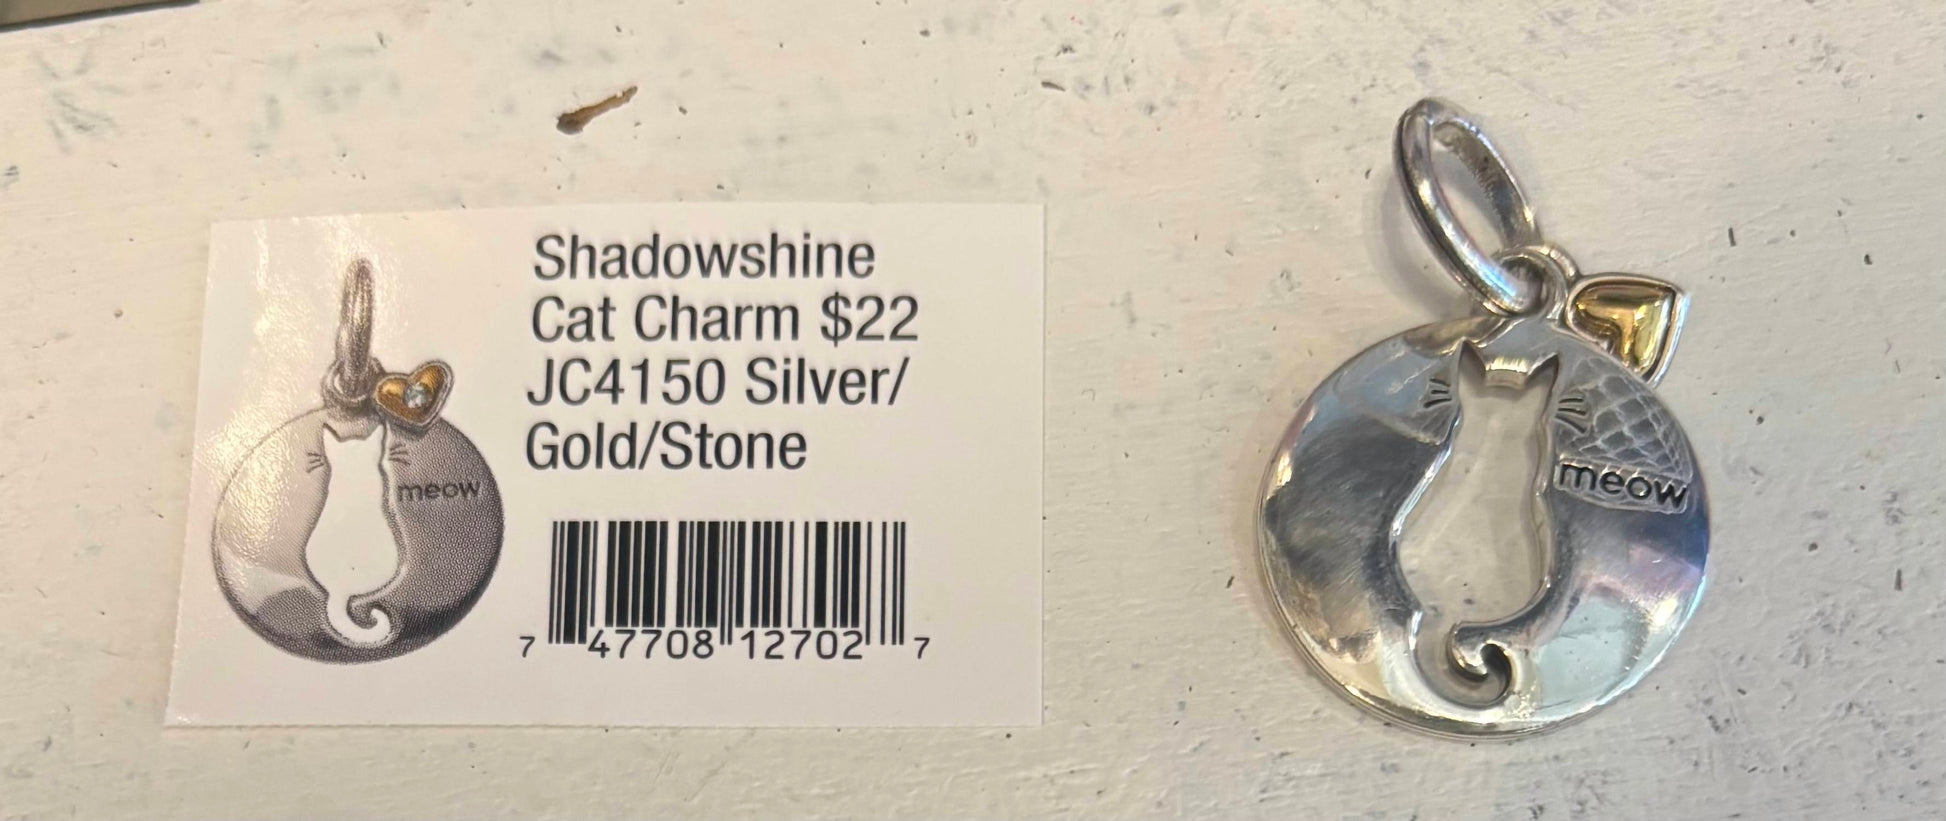 Shadowshine
Cat Charm $22
JC4150 Silver/
Gold/Stone
meow
7 47708 12702 7
meow